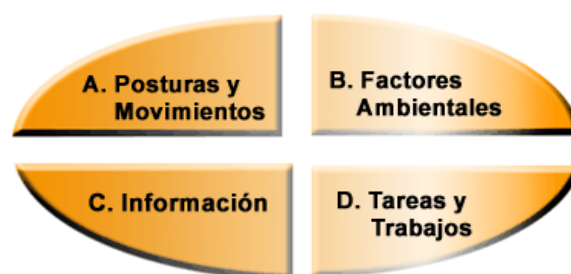 A. Posturas y
Movimientos
B. Factores
Ambientales
C. Información
D. Tareas y
Trabajos